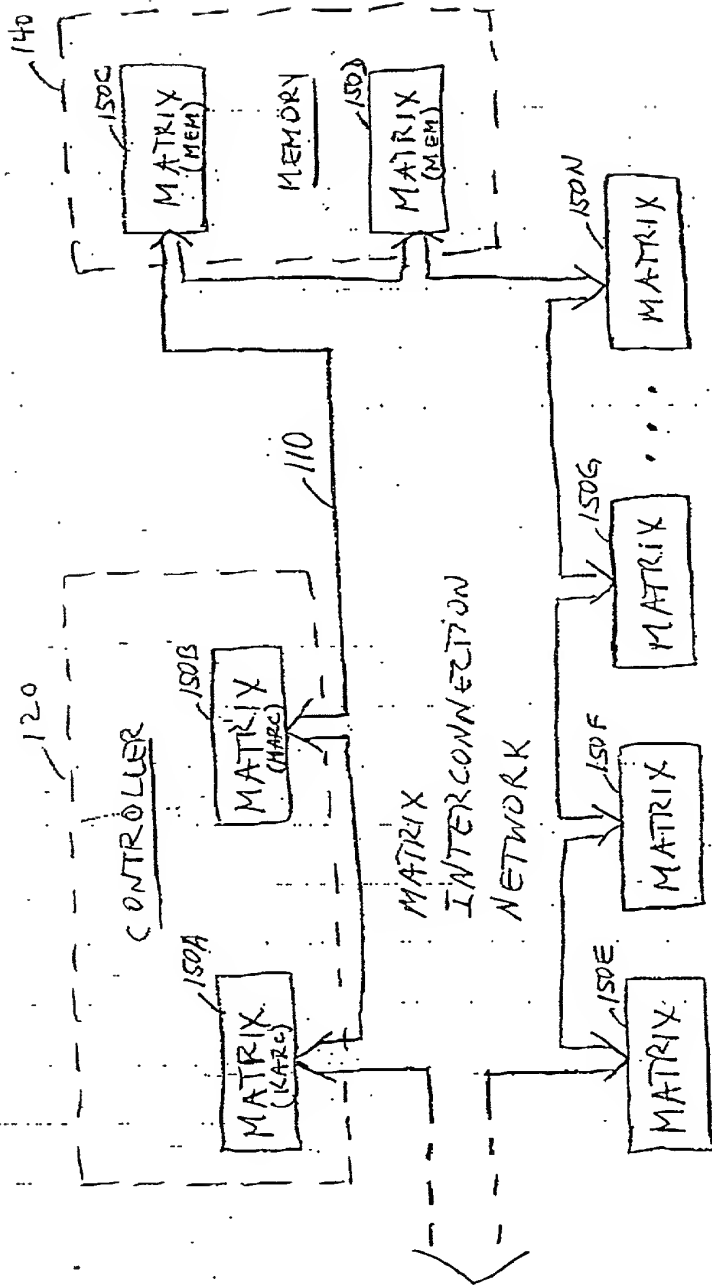 120
CONTROLLER
150A
MATRIX
(KARC)
150B
MATRIX
(MARC)
140
150C
MATRIX
(MEM)
MEMORY
150D
MATRIX
(MEM)
110
MATRIX
INTERCONNECTION
NETWORK
150E
MATRIX
150F
MATRIX
150G
MATRIX
...
150N
MATRIX